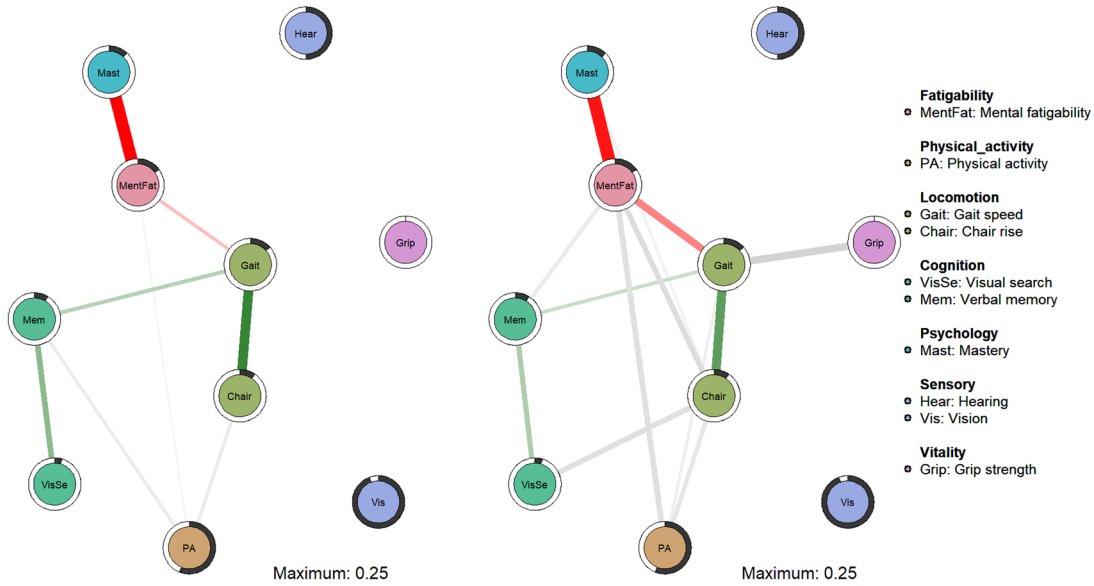 Hear
Mast
MentFat
Grip
Gait
Mem
Chair
VisSe
Vis
PA
Maximum: 0.25
Hear
Mast
MentFat
Grip
Gait
Mem
Chair
VisSe
Vis
PA
Maximum: 0.25
Fatigability
MentFat: Mental fatigability
Physical_activity
PA: Physical activity
Locomotion
Gait: Gait speed
Chair: Chair rise
Cognition
VisSe: Visual search
Mem: Verbal memory
Psychology
Mast: Mastery
Sensory
Hear: Hearing
Vis: Vision
Vitality
Grip: Grip strength